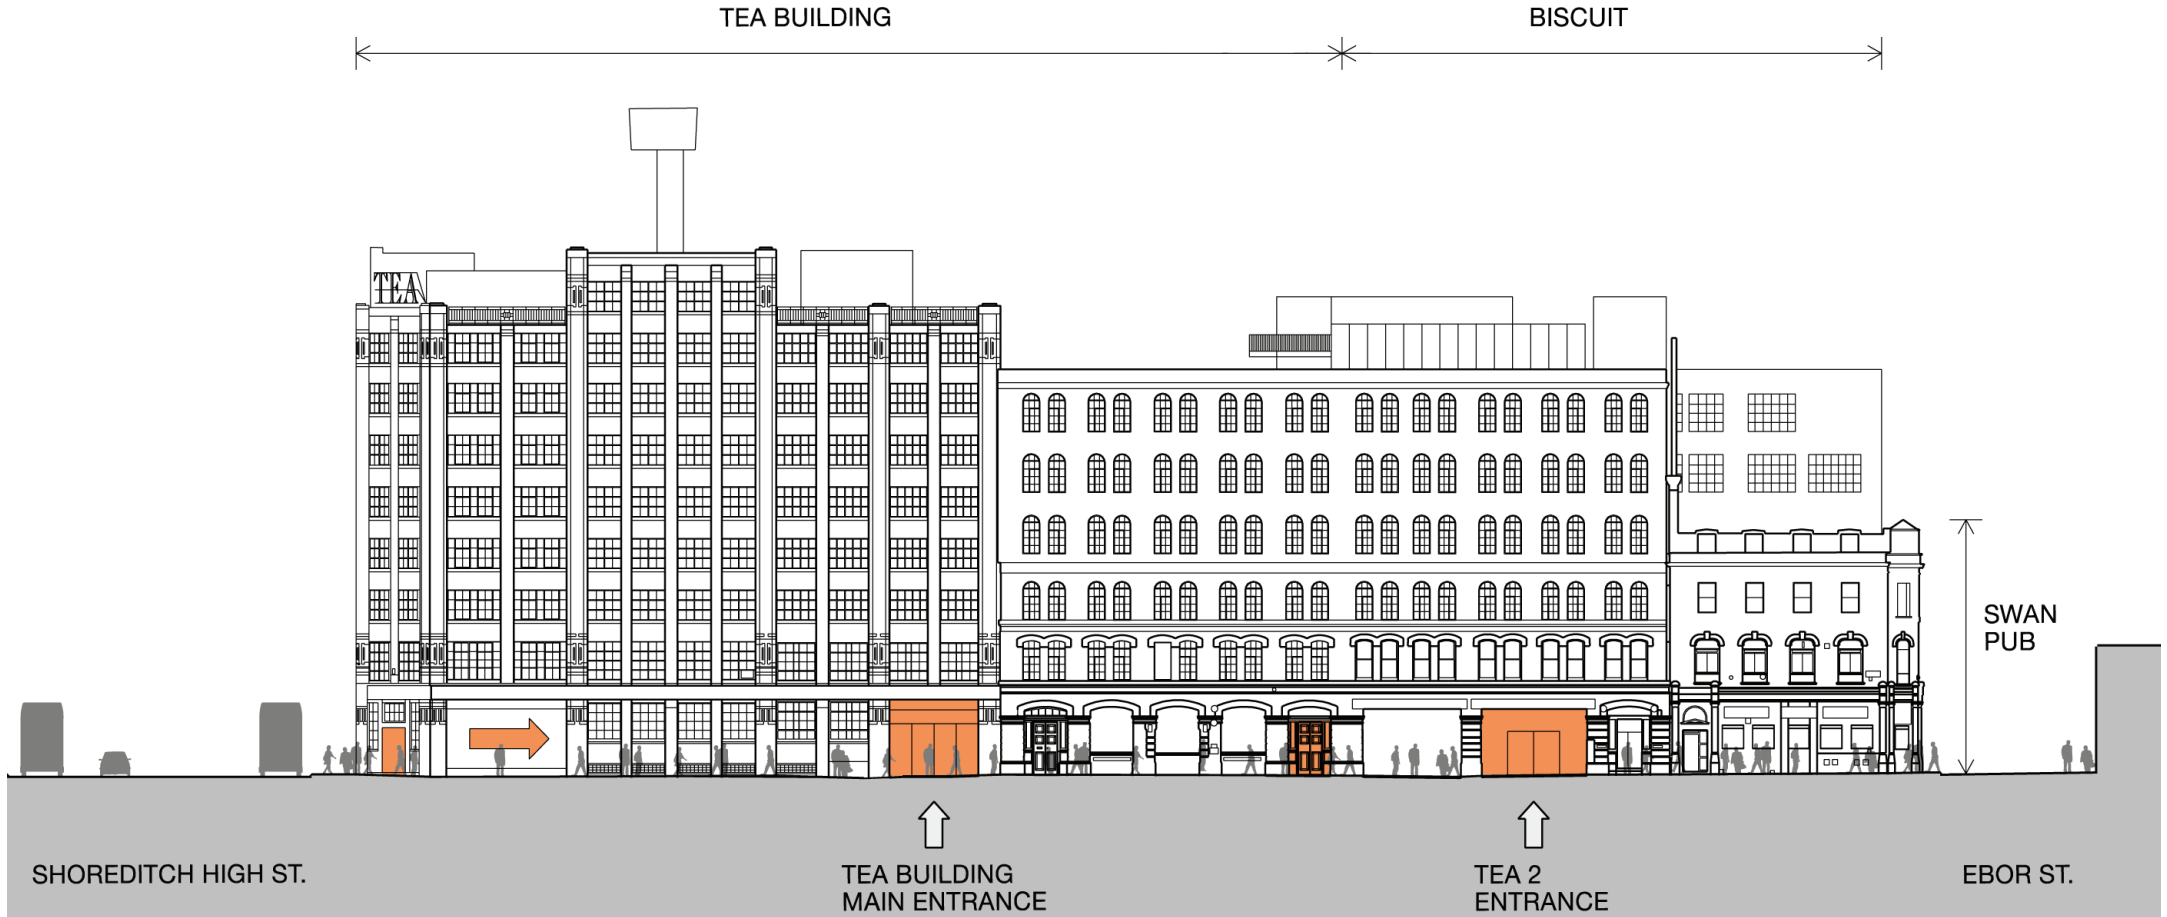 TEA BUILDING
BISCUIT
TEA
SWAN
PUB
SHOREDITCH HIGH ST.
TEA BUILDING
MAIN ENTRANCE
TEA 2
ENTRANCE
EBOR ST.